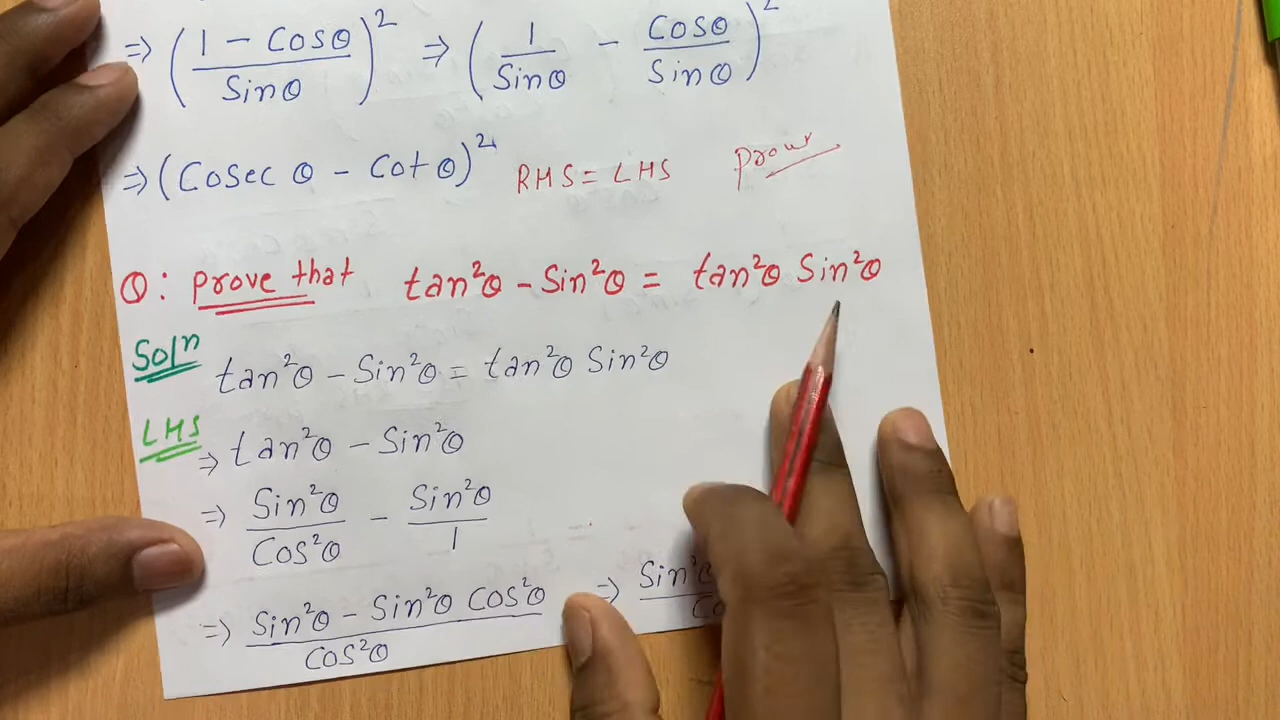 ⇒ (1 - Cosθ / Sinθ)² ⇒ (1 / Sinθ - Cosθ / Sinθ)²
⇒ (Cosec θ - Cot θ)² RHS = LHS
Q: prove that tan²θ - Sin²θ = tan²θ Sin²θ
Solⁿ tan²θ - Sin²θ = tan²θ Sin²θ
LHS ⇒ tan²θ - Sin²θ
⇒ Sin²θ / Cos²θ - Sin²θ / 1
⇒ Sin²θ - Sin²θ Cos²θ / Cos²θ ⇒